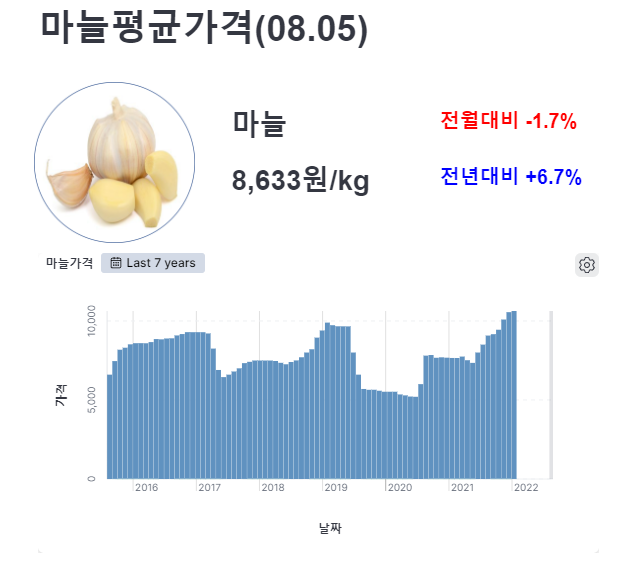 마늘평균가격(08.05)
마늘
전월대비 -1.7%
8,633원/kg
전년대비 +6.7%
마늘가격
Last 7 years
가격
10,000
5,000
0
2016
2017
2018
2019
2020
2021
2022
날짜